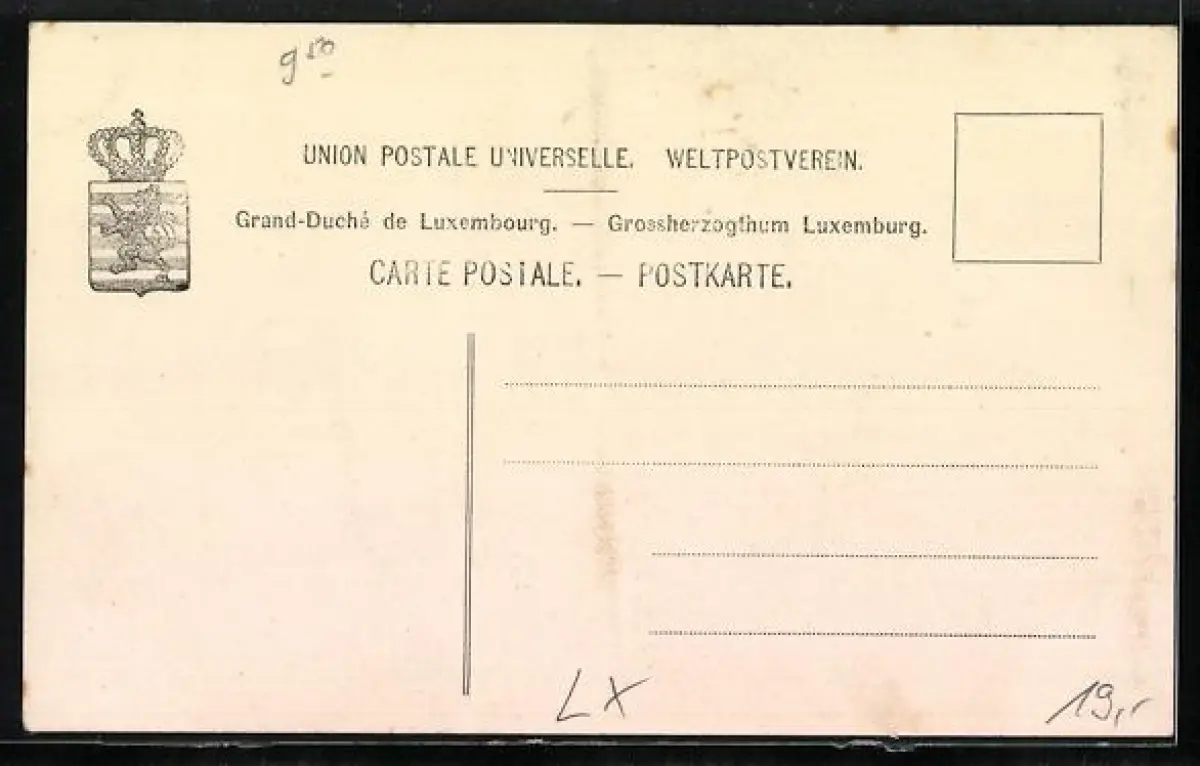 9 50
UNION POSTALE UNIVERSELLE. WELTPOSTVEREIN.
Grand-Duché de Luxembourg. — Grossherzogthum Luxemburg.
CARTE POSTALE. — POSTKARTE.
LX
19,-